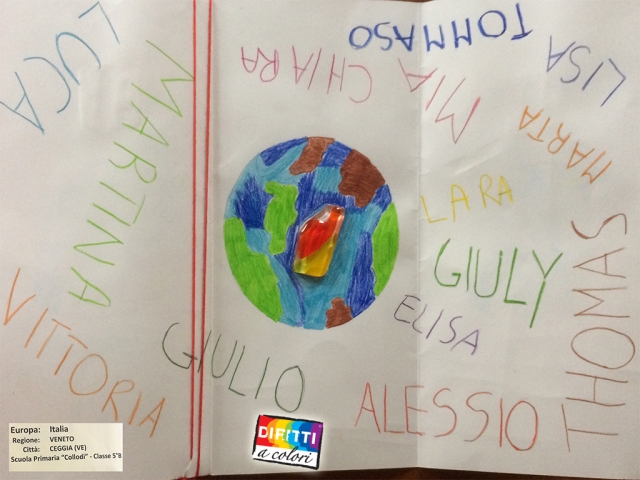 LUCA
MARTINA
MIA CHIARA
TOMMASO
LISA
MARTA
LARA
GIULY
THOMAS
ELISA
VITTORIA
GIULIO
ALESSIO
DIRITTI
a colori
Europa: Italia
Regione: VENETO
Città: CEGGIA (VE)
Scuola Primaria "Collodi" - Classe 5°B